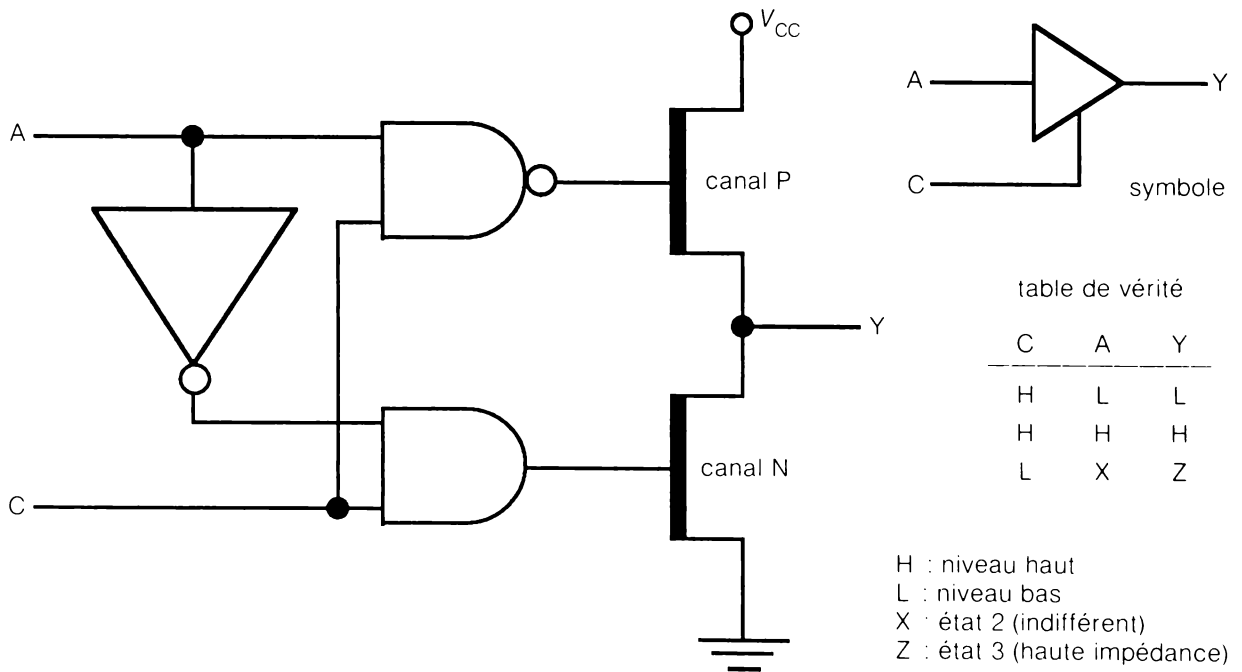 V_CC
A
canal P
Y
canal N
C
A
Y
C
symbole
table de vérité
C A Y
H L L
H H H
L X Z
H : niveau haut
L : niveau bas
X : état 2 (indifférent)
Z : état 3 (haute impédance)